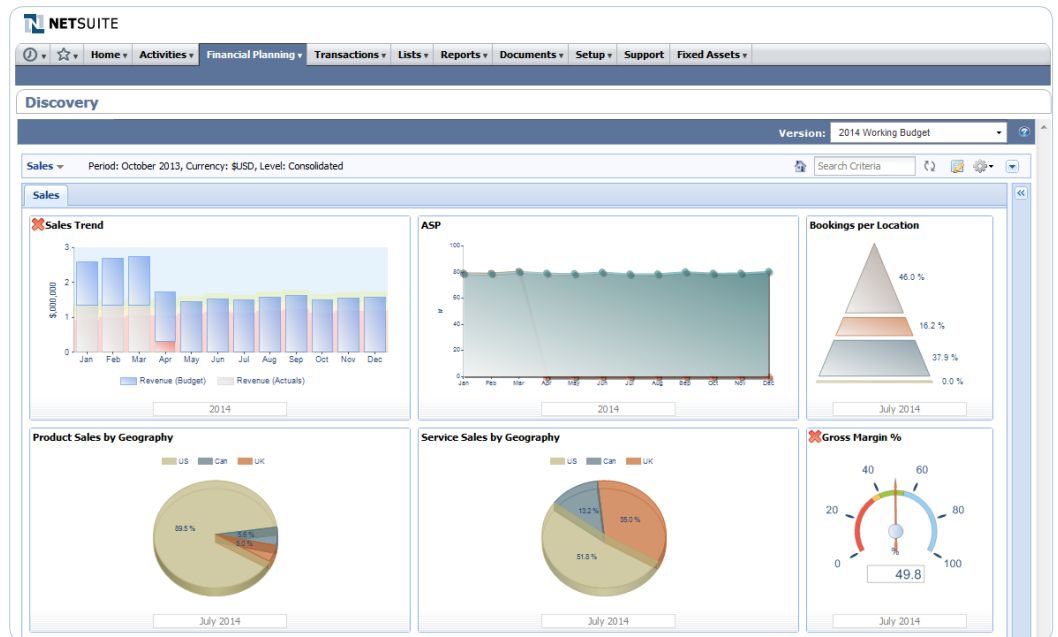 N NETSUITE
Home Activities Financial Planning Transactions Lists Reports Documents Setup Support Fixed Assets
Discovery
Version: 2014 Working Budget
?
Sales Period: October 2013, Currency: $USD, Level: Consolidated Search Criteria
Sales
Sales Trend
3
2
1
0
$,000,000
Jan Feb Mar Apr May Jun Jul Aug Sep Oct Nov Dec
Revenue (Budget) Revenue (Actuals)
2014
ASP
100
80
60
40
20
0
Jan Feb Mar Apr May Jun Jul Aug Sep Oct Nov Dec
2014
Bookings per Location
46.0 %
16.2 %
37.9 %
0.0 %
July 2014
Product Sales by Geography
US Can UK
89.5 %
5.6 %
5.0 %
July 2014
Service Sales by Geography
US Can UK
13.2 %
35.0 %
51.8 %
July 2014
Gross Margin %
40 60
20 80
0 100
%
49.8
July 2014